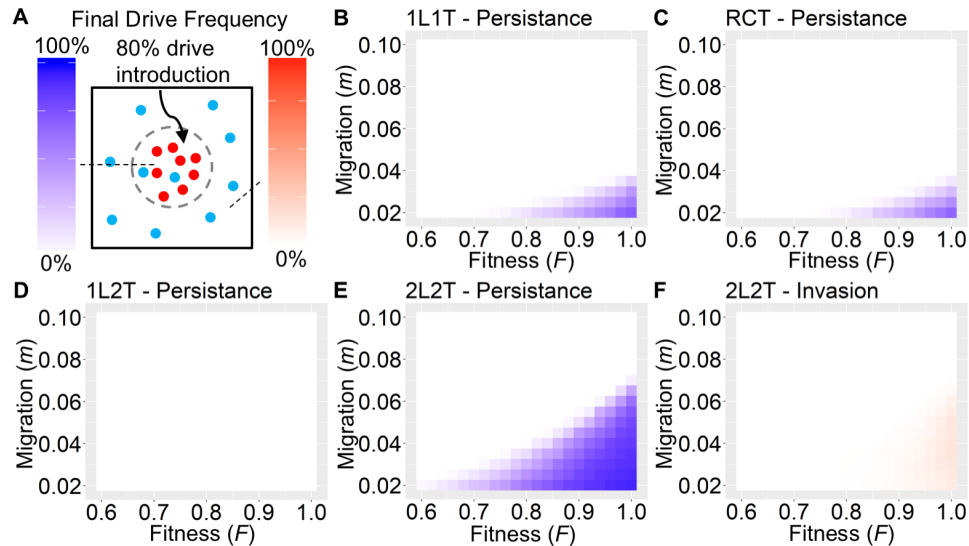 A
Final Drive Frequency
100%
80% drive
introduction
100%
0%
0%
B
1L1T - Persistance
Migration (m)
0.10
0.08
0.06
0.04
0.02
0.6 0.7 0.8 0.9 1.0
Fitness (F)
C
RCT - Persistance
Migration (m)
0.10
0.08
0.06
0.04
0.02
0.6 0.7 0.8 0.9 1.0
Fitness (F)
D
1L2T - Persistance
Migration (m)
0.10
0.08
0.06
0.04
0.02
0.6 0.7 0.8 0.9 1.0
Fitness (F)
E
2L2T - Persistance
Migration (m)
0.10
0.08
0.06
0.04
0.02
0.6 0.7 0.8 0.9 1.0
Fitness (F)
F
2L2T - Invasion
Migration (m)
0.10
0.08
0.06
0.04
0.02
0.6 0.7 0.8 0.9 1.0
Fitness (F)